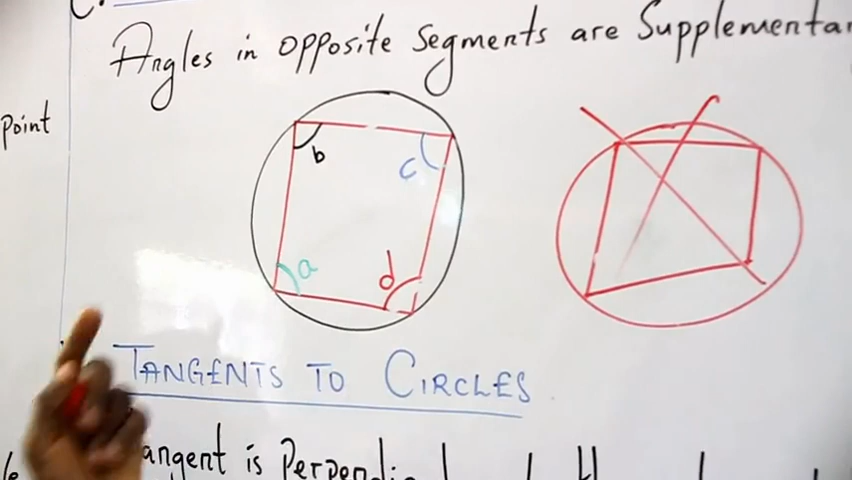 C.
Angles in opposite segments are Supplementa
point
b
c
a
d
TANGENTS TO CIRCLES
angent is Perpendi